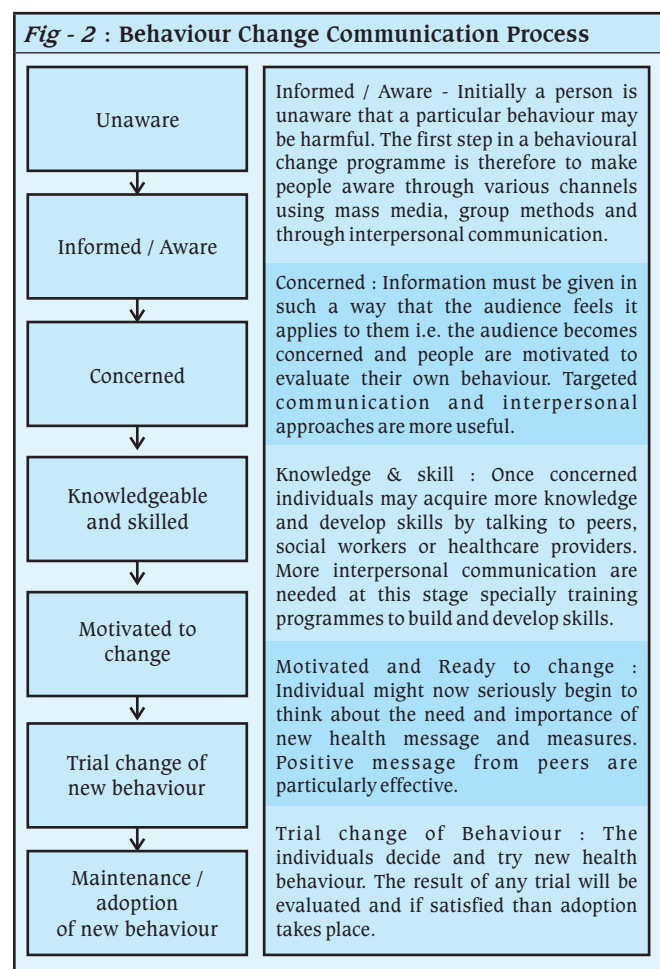 Fig - 2 : Behaviour Change Communication Process
Unaware
Informed / Aware
Concerned
Knowledgeable
and skilled
Motivated to
change
Trial change of
new behaviour
Maintenance /
adoption
of new behaviour
Informed / Aware - Initially a person is
unaware that a particular behaviour may
be harmful. The first step in a behavioural
change programme is therefore to make
people aware through various channels
using mass media, group methods and
through interpersonal communication.
Concerned : Information must be given in
such a way that the audience feels it
applies to them i.e. the audience becomes
concerned and people are motivated to
evaluate their own behaviour. Targeted
communication and interpersonal
approaches are more useful.
Knowledge & skill : Once concerned
individuals may acquire more knowledge
and develop skills by talking to peers,
social workers or healthcare providers.
More interpersonal communication are
needed at this stage specially training
programmes to build and develop skills.
Motivated and Ready to change :
Individual might now seriously begin to
think about the need and importance of
new health message and measures.
Positive message from peers are
particularly effective.
Trial change of Behaviour : The
individuals decide and try new health
behaviour. The result of any trial will be
evaluated and if satisfied than adoption
takes place.